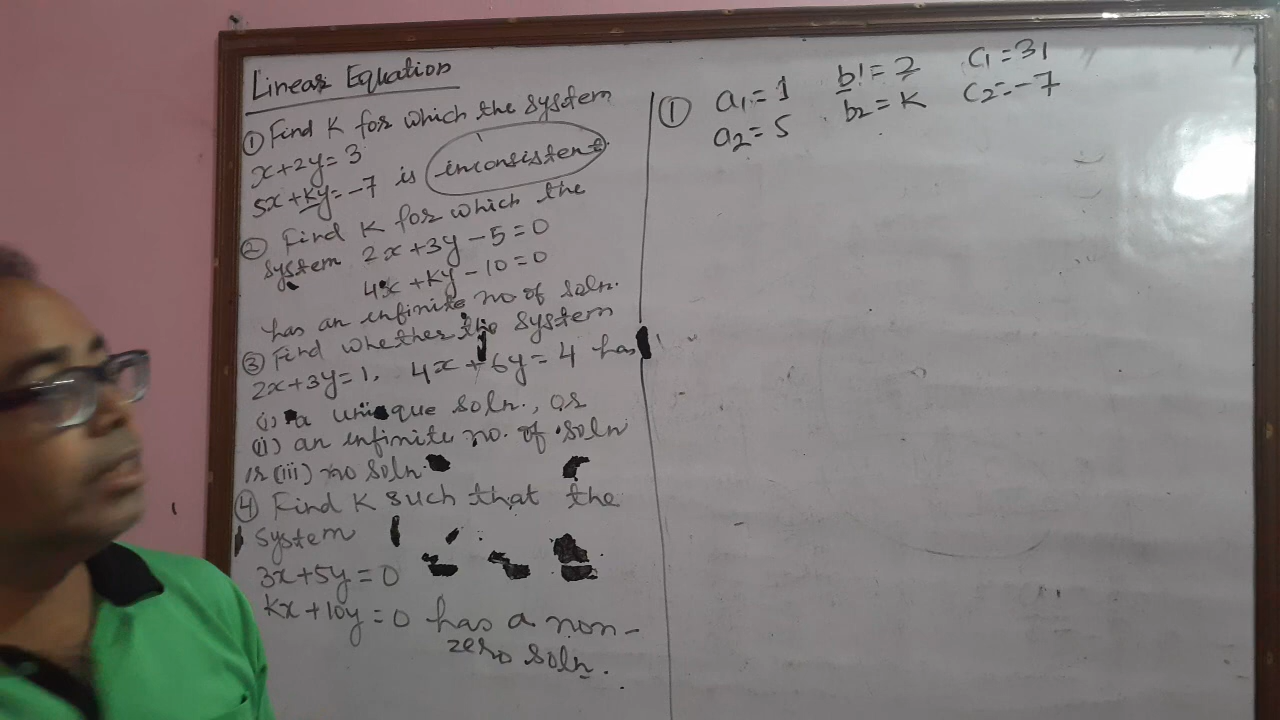 Linear Equation
① Find K for which the system
x+2y=3
5x+ky=-7 is inconsistent.
② Find K for which the
system 2x+3y-5=0
4x+ky-10=0
has an infinite no of soln.
③ Find whether the system
2x+3y=1, 4x+6y=4 has
(i) a unique soln., or
(ii) an infinite no. of soln
or (iii) no soln.
④ Find K such that the
system
3x+5y=0
kx+10y=0 has a non-
zero soln.
① a₁=1 b₁=2 C₁=3
a₂=5 b₂=K C₂=-7